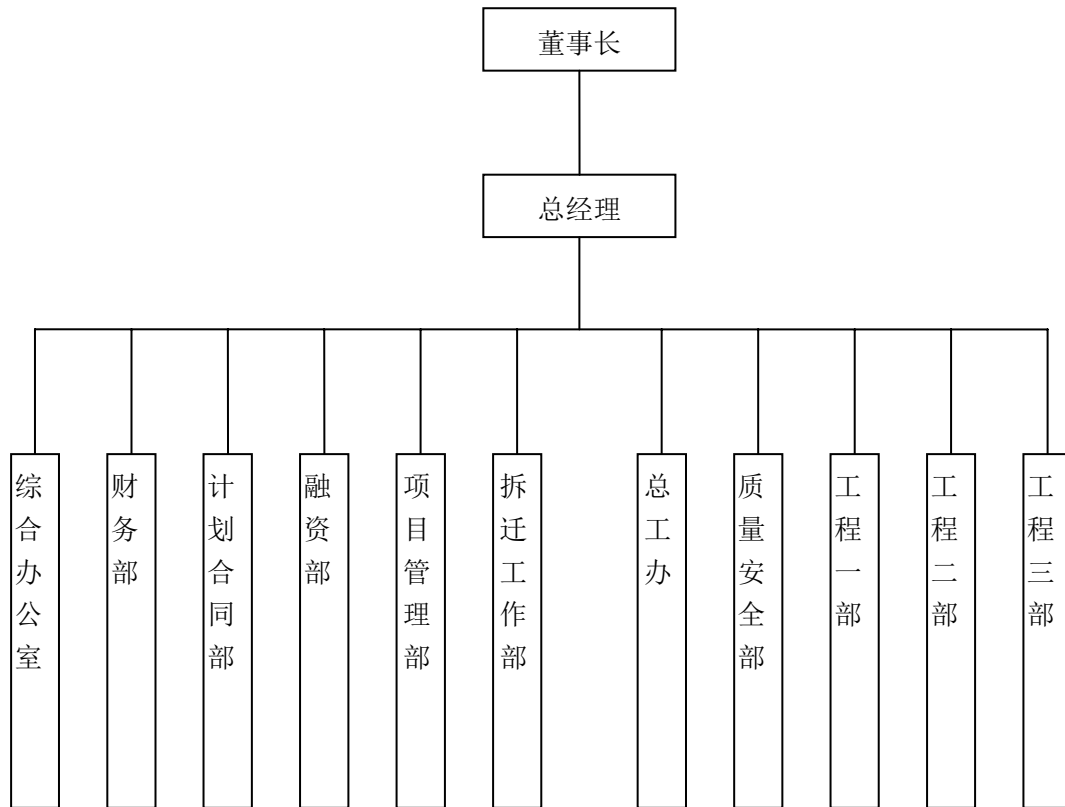 董事长
总经理
综合办公室
财务部
计划合同部
融资部
项目管理部
拆迁工作部
总工办
质量安全部
工程一部
工程二部
工程三部